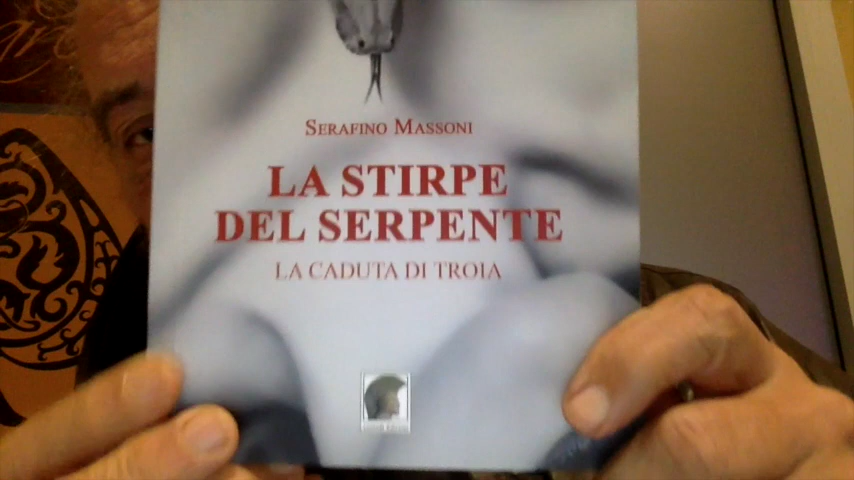 SERAFINO MASSONI
LA STIRPE
DEL SERPENTE
LA CADUTA DI TROIA